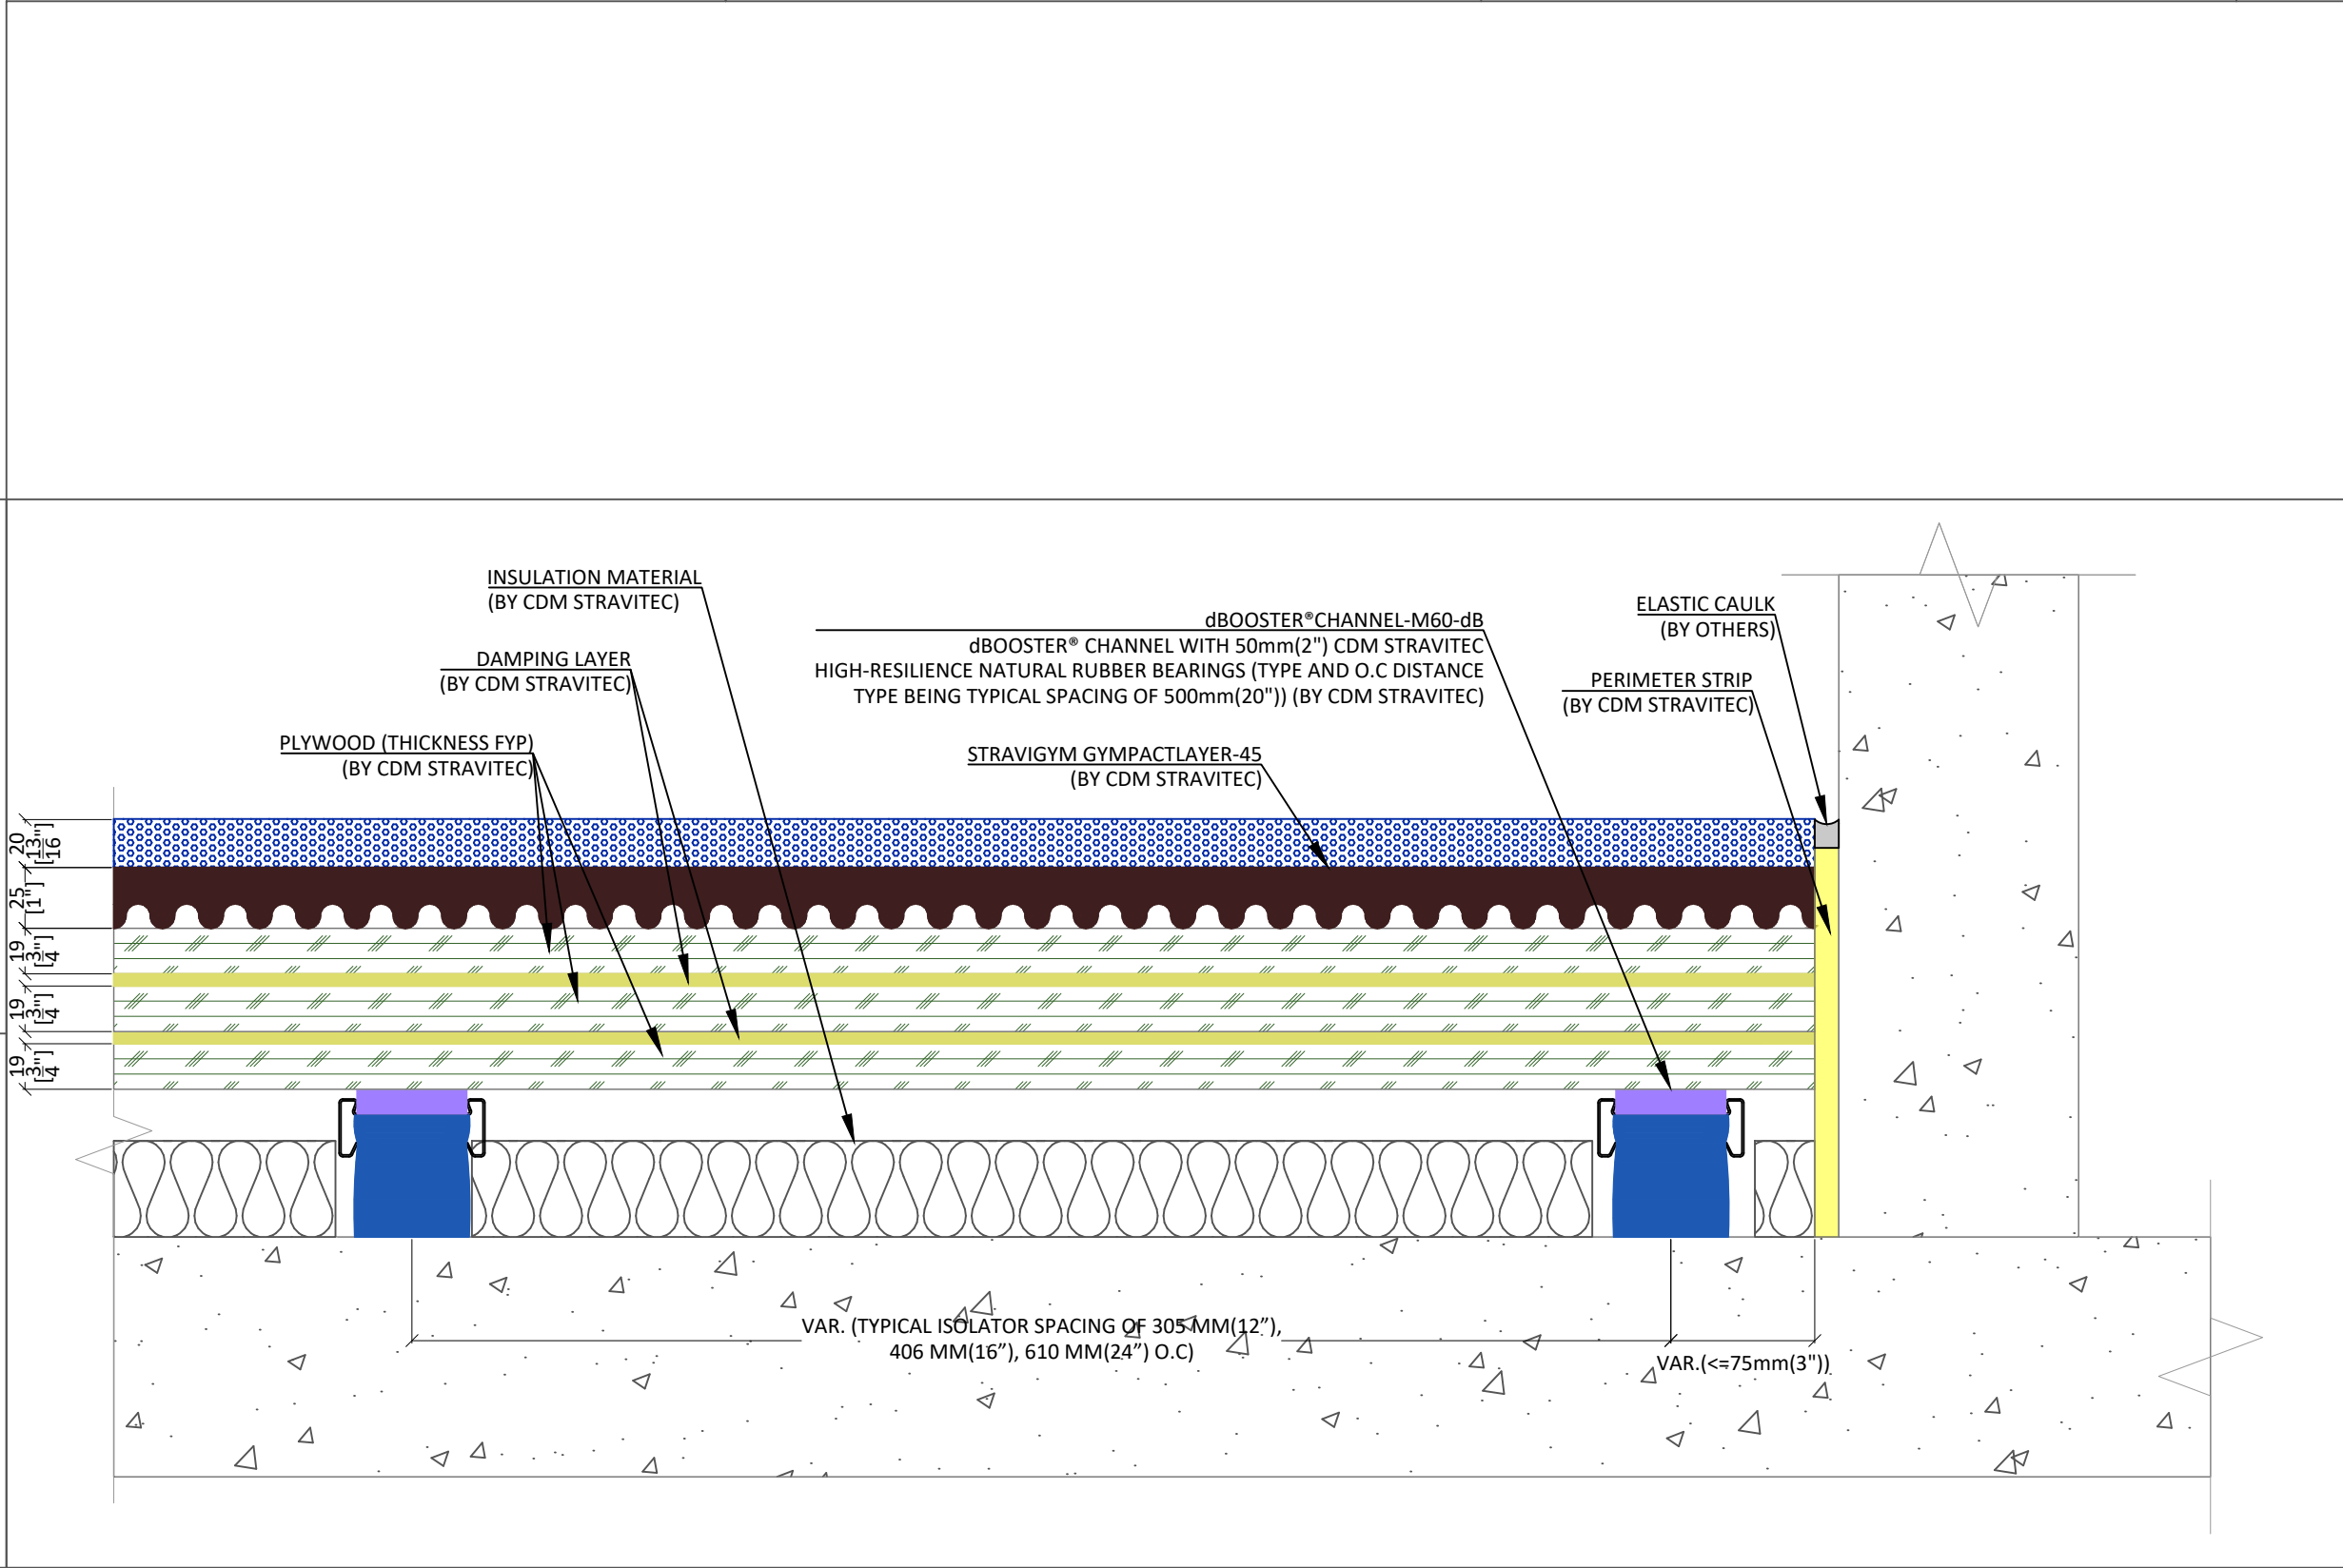 INSULATION MATERIAL
(BY CDM STRAVITEC)
DAMPING LAYER
(BY CDM STRAVITEC)
PLYWOOD (THICKNESS FYP)
(BY CDM STRAVITEC)
dBOOSTER®CHANNEL-M60-dB
dBOOSTER® CHANNEL WITH 50mm(2") CDM STRAVITEC
HIGH-RESILIENCE NATURAL RUBBER BEARINGS (TYPE AND O.C DISTANCE
TYPE BEING TYPICAL SPACING OF 500mm(20")) (BY CDM STRAVITEC)
STRAVIGYM GYMPACTLAYER-45
(BY CDM STRAVITEC)
ELASTIC CAULK
(BY OTHERS)
PERIMETER STRIP
(BY CDM STRAVITEC)
20
[13/16"]
25
[1"]
19
[3/4"]
19
[3/4"]
19
[3/4"]
VAR. (TYPICAL ISOLATOR SPACING OF 305 MM(12”),
406 MM(16”), 610 MM(24”) O.C)
VAR.(<=75mm(3"))